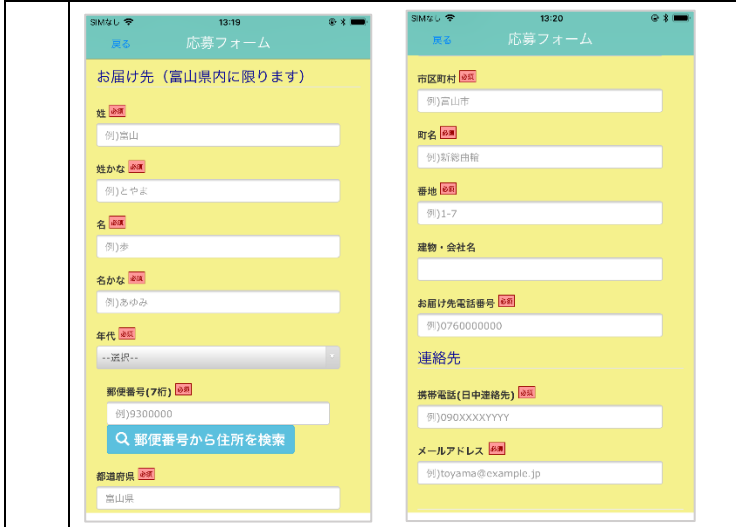 SIMなし 13:19
戻る 応募フォーム
お届け先（富山県内に限ります）
姓 必須
例)富山
姓かな 必須
例)とやま
名 必須
例)歩
名かな 必須
例)あゆみ
年代 必須
--選択--
郵便番号(7桁) 必須
例)9300000
郵便番号から住所を検索
都道府県 必須
富山県
SIMなし 13:20
戻る 応募フォーム
市区町村 必須
例)富山市
町名 必須
例)新総曲輪
番地 必須
例)1-7
建物・会社名
お届け先電話番号 必須
例)0760000000
連絡先
携帯電話(日中連絡先) 必須
例)090XXXXYYYY
メールアドレス 必須
例)toyama@example.jp